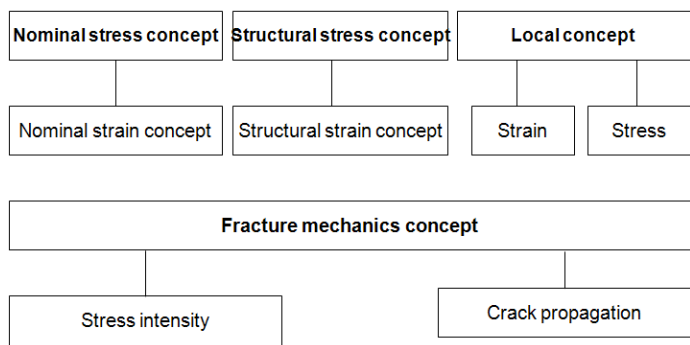 Nominal stress concept
Structural stress concept
Local concept
Nominal strain concept
Structural strain concept
Strain
Stress
Fracture mechanics concept
Stress intensity
Crack propagation